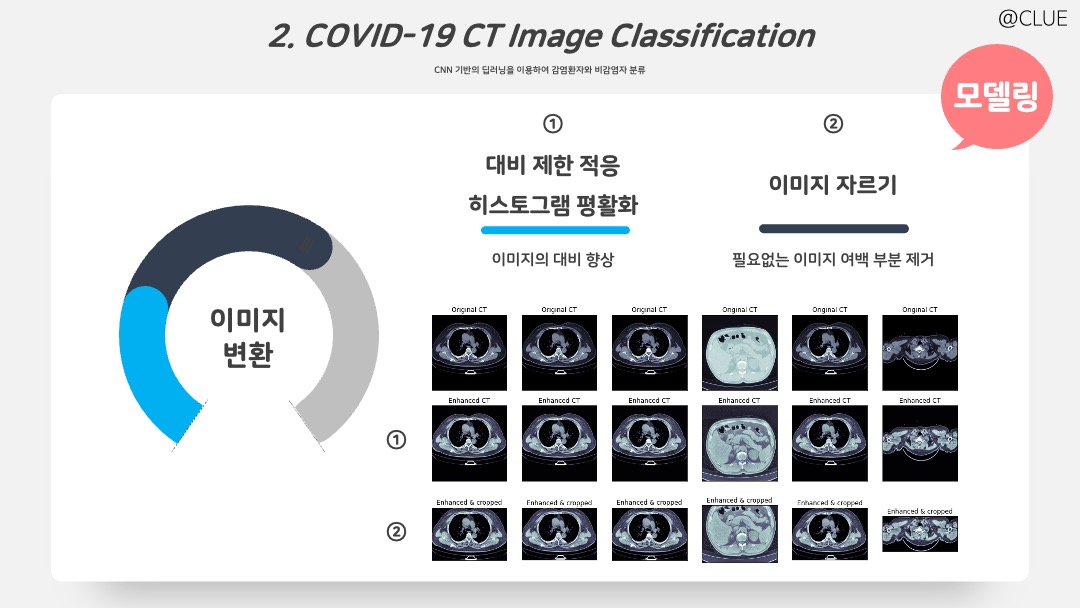 @CLUE
2. COVID-19 CT Image Classification
CNN 기반의 딥러닝을 이용하여 감염환자와 비감염자 분류
모델링
①
대비 제한 적응
히스토그램 평활화
이미지의 대비 향상
②
이미지 자르기
필요없는 이미지 여백 부분 제거
이미지
변환
Original CT Original CT Original CT Original CT Original CT Original CT
①
Enhanced CT Enhanced CT Enhanced CT Enhanced CT Enhanced CT Enhanced CT
②
Enhanced & cropped Enhanced & cropped Enhanced & cropped Enhanced & cropped Enhanced & cropped Enhanced & cropped